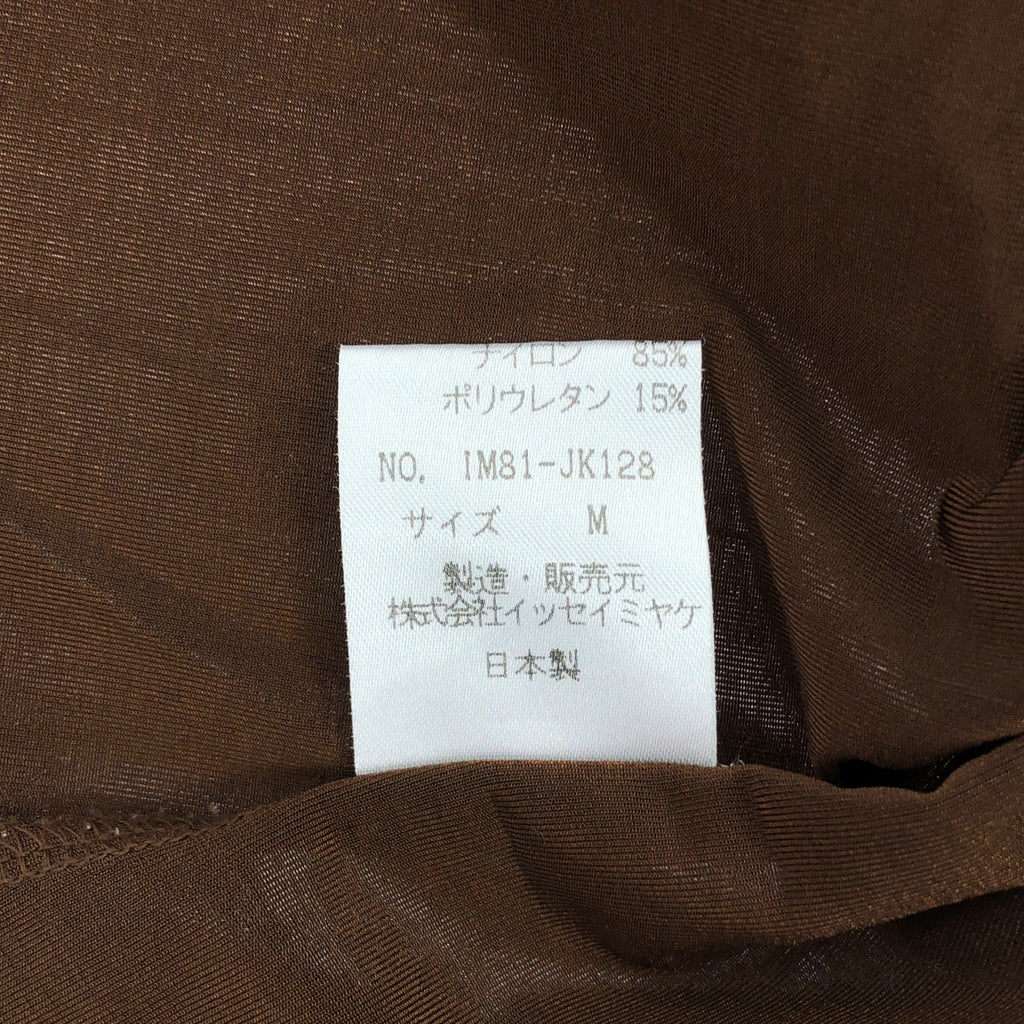 ナイロン 85%
ポリウレタン 15%
NO. IM81-JK128
サイズ M
製造・販売元
株式会社イッセイミヤケ
日本製